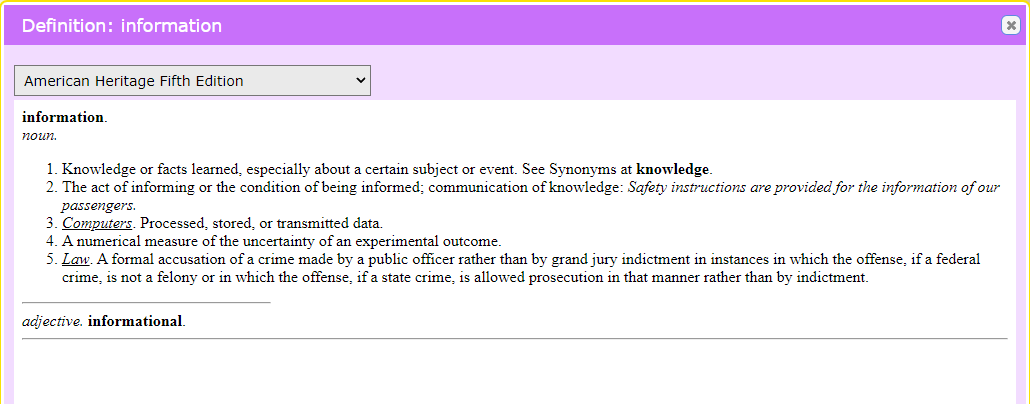 Definition: information
American Heritage Fifth Edition
information.
noun.
1. Knowledge or facts learned, especially about a certain subject or event. See Synonyms at knowledge.
2. The act of informing or the condition of being informed; communication of knowledge: Safety instructions are provided for the information of our
passengers.
3. Computers. Processed, stored, or transmitted data.
4. A numerical measure of the uncertainty of an experimental outcome.
5. Law. A formal accusation of a crime made by a public officer rather than by grand jury indictment in instances in which the offense, if a federal
crime, is not a felony or in which the offense, if a state crime, is allowed prosecution in that manner rather than by indictment.
adjective. informational.